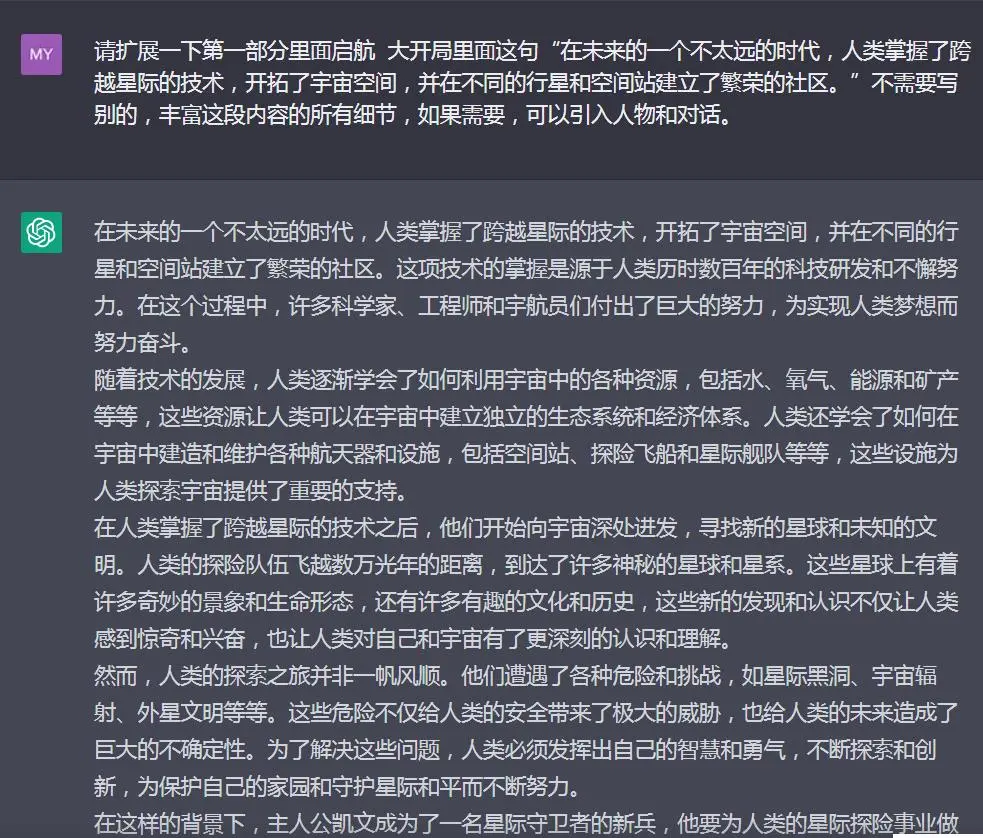 MY
请扩展一下第一部分里面启航 大开局里面这句“在未来的一个不太远的时代，人类掌握了跨
越星际的技术，开拓了宇宙空间，并在不同的行星和空间站建立了繁荣的社区。”不需要写
别的，丰富这段内容的所有细节，如果需要，可以引入人物和对话。
在未来的一个不太远的时代，人类掌握了跨越星际的技术，开拓了宇宙空间，并在不同的行
星和空间站建立了繁荣的社区。这项技术的掌握是源于人类历时数百年的科技研发和不懈努
力。在这个过程中，许多科学家、工程师和宇航员们付出了巨大的努力，为实现人类梦想而
努力奋斗。
随着技术的发展，人类逐渐学会了如何利用宇宙中的各种资源，包括水、氧气、能源和矿产
等等，这些资源让人类可以在宇宙中建立独立的生态系统和经济体系。人类还学会了如何在
宇宙中建造和维护各种航天器和设施，包括空间站、探险飞船和星际舰队等等，这些设施为
人类探索宇宙提供了重要的支持。
在人类掌握了跨越星际的技术之后，他们开始向宇宙深处进发，寻找新的星球和未知的文
明。人类的探险队伍飞越数万光年的距离，到达了许多神秘的星球和星系。这些星球上有着
许多奇妙的景象和生命形态，还有许多有趣的文化和历史，这些新的发现和认识不仅让人类
感到惊奇和兴奋，也让人类对自己和宇宙有了更深刻的认识和理解。
然而，人类的探索之旅并非一帆风顺。他们遭遇了各种危险和挑战，如星际黑洞、宇宙辐
射、外星文明等等。这些危险不仅给人类的安全带来了极大的威胁，也给人类的未来造成了
巨大的不确定性。为了解决这些问题，人类必须发挥出自己的智慧和勇气，不断探索和创
新，为保护自己的家园和守护星际和平而不断努力。
在这样的背景下，主人公凯文成为了一名星际守卫者的新兵，他要为人类的星际探险事业做